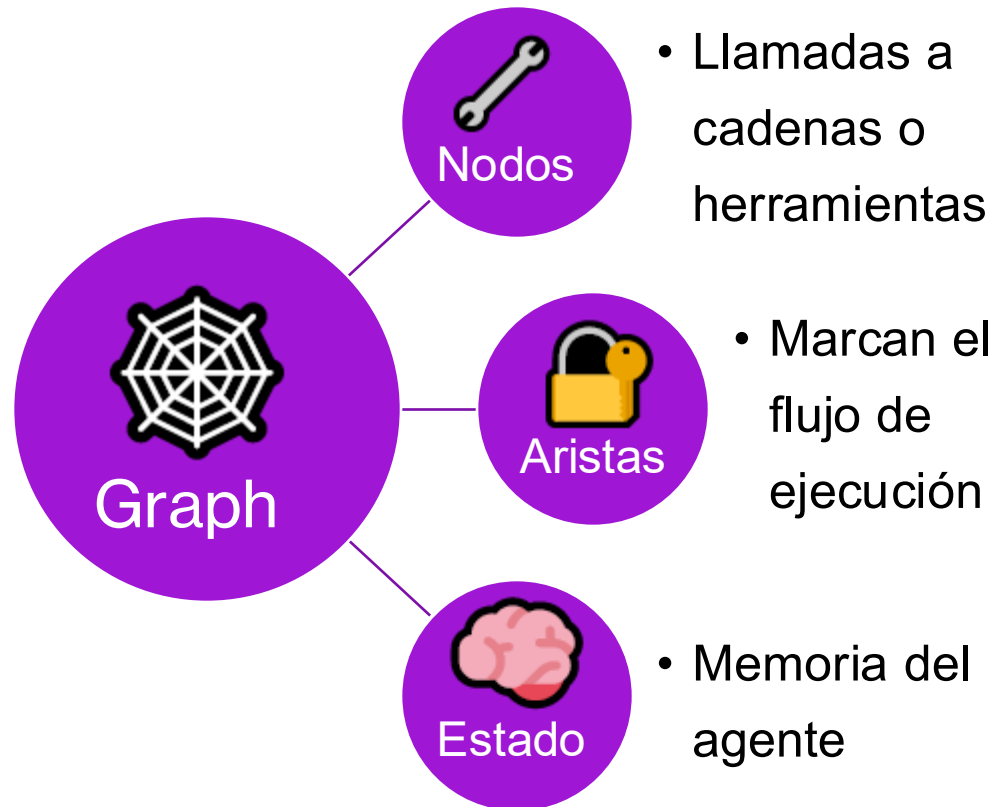 Graph
Nodos
• Llamadas a
cadenas o
herramientas
Aristas
• Marcan el
flujo de
ejecución
Estado
• Memoria del
agente